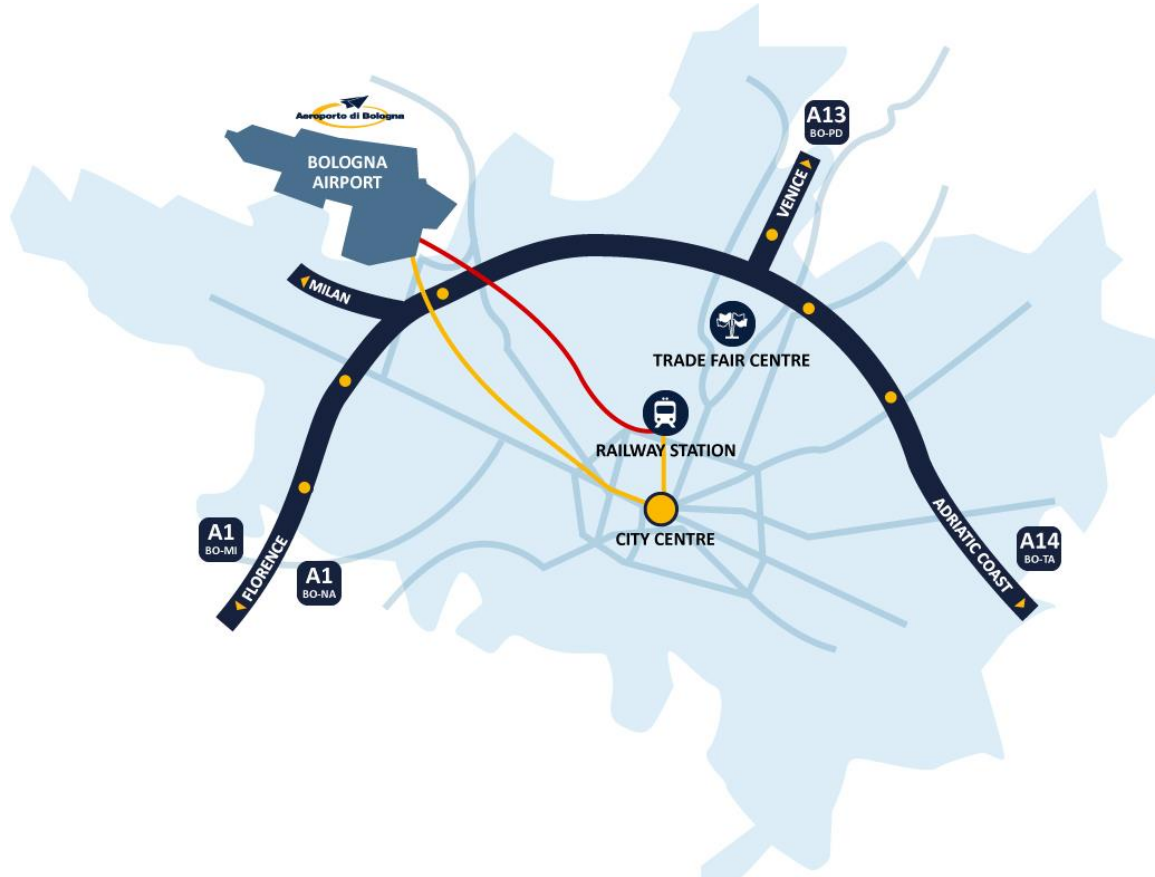 Aeroporto di Bologna
BOLOGNA
AIRPORT
A13
BO-PD
VENICE
MILAN
TRADE FAIR CENTRE
RAILWAY STATION
CITY CENTRE
A1
BO-MI
FLORENCE
A1
BO-NA
ADRIATIC COAST
A14
BO-TA